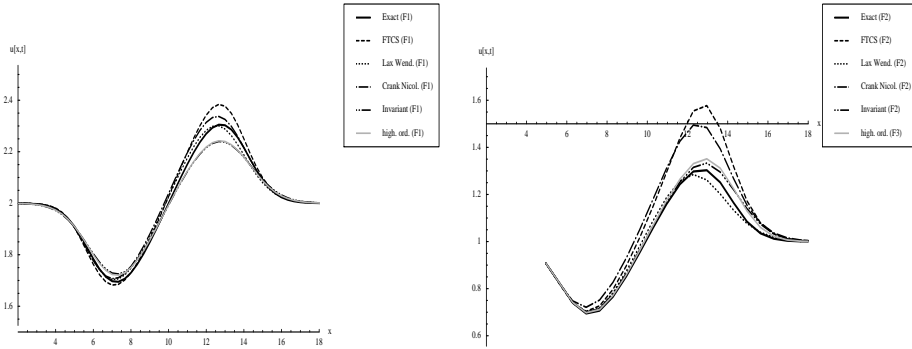 Exact (F1)
FTCS (F1)
Lax Wend. (F1)
Crank Nicol. (F1)
Invariant (F1)
high. ord. (F1)
u[x,t]
2.4
2.2
2
1.8
1.6
4 6 8 10 12 14 16 18
x
Exact (F2)
FTCS (F2)
Lax Wend. (F2)
Crank Nicol. (F2)
Invariant (F2)
high. ord. (F3)
u[x,t]
1.6
1.4
1.2
1
0.8
0.6
6 8 10 12 14 16 18
x